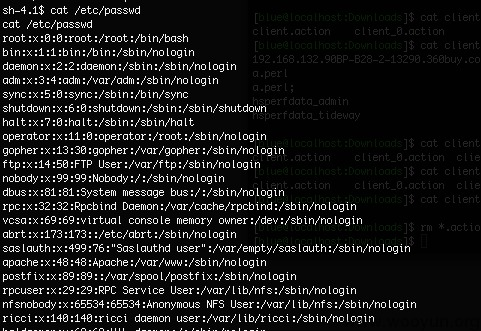 sh-4.1$ cat /etc/passwd
cat /etc/passwd
root:x:0:0:root:/root:/bin/bash
bin:x:1:1:bin:/bin:/sbin/nologin
daemon:x:2:2:daemon:/sbin:/sbin/nologin
adm:x:3:4:adm:/var/adm:/sbin/nologin
sync:x:5:0:sync:/sbin:/bin/sync
shutdown:x:6:0:shutdown:/sbin:/sbin/shutdown
halt:x:7:0:halt:/sbin:/sbin/halt
operator:x:11:0:operator:/root:/sbin/nologin
gopher:x:13:30:gopher:/var/gopher:/sbin/nologin
ftp:x:14:50:FTP User:/var/ftp:/sbin/nologin
nobody:x:99:99:Nobody:/:/sbin/nologin
dbus:x:81:81:System message bus:/:/sbin/nologin
rpc:x:32:32:Rpcbind Daemon:/var/cache/rpcbind:/sbin/nologin
vcsa:x:69:69:virtual console memory owner:/dev:/sbin/nologin
abrt:x:173:173::/etc/abrt:/sbin/nologin
saslauth:x:499:76:"Saslauthd user":/var/empty/saslauth:/sbin/nologin
apache:x:48:48:Apache:/var/www:/sbin/nologin
postfix:x:89:89::/var/spool/postfix:/sbin/nologin
rpcuser:x:29:29:RPC Service User:/var/lib/nfs:/sbin/nologin
nfsnobody:x:65534:65534:Anonymous NFS User:/var/lib/nfs:/sbin/nologin
ricci:x:140:140:ricci daemon user:/var/lib/ricci:/sbin/nologin
[blue@localhost Downloads]$ cat client
client.action client_0.action
[blue@localhost Downloads]$ cat client
192.168.132.90BP-B28-2-13290.360buy.co
a.perl
a.perl;
hsperfdata_admin
hsperfdata_tideway
[blue@localhost Downloads]$ cat client
client.action client_0.action
[blue@localhost Downloads]$ cat client
client.action client_0.action
[blue@localhost Downloads]$ cat client
rm *.actio